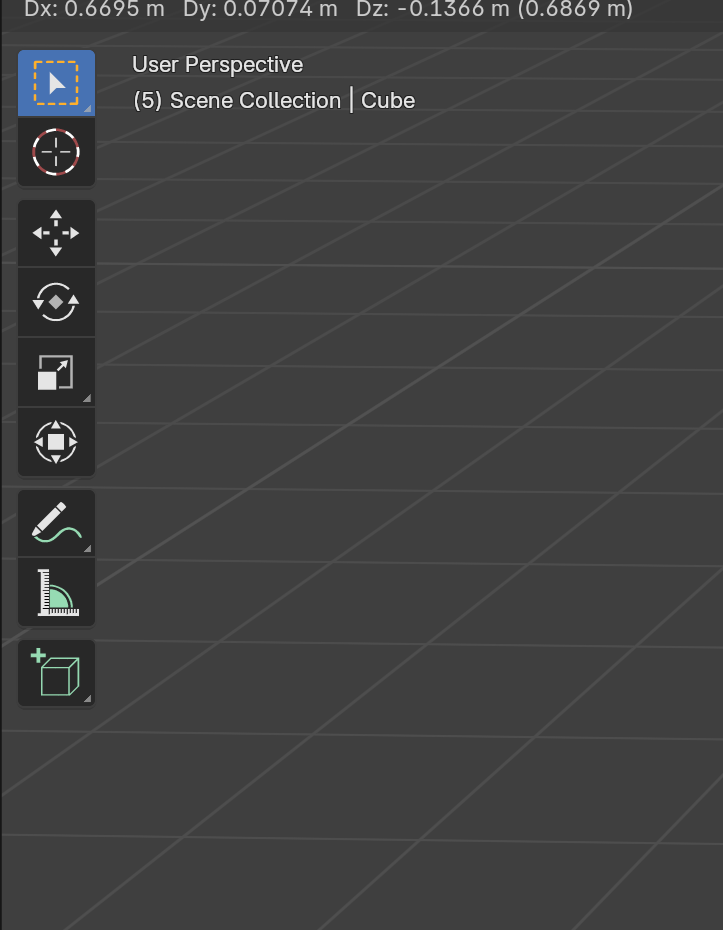 Dx: 0.6695 m   Dy: 0.07074 m   Dz: -0.1366 m (0.6869 m)
User Perspective
(5) Scene Collection | Cube